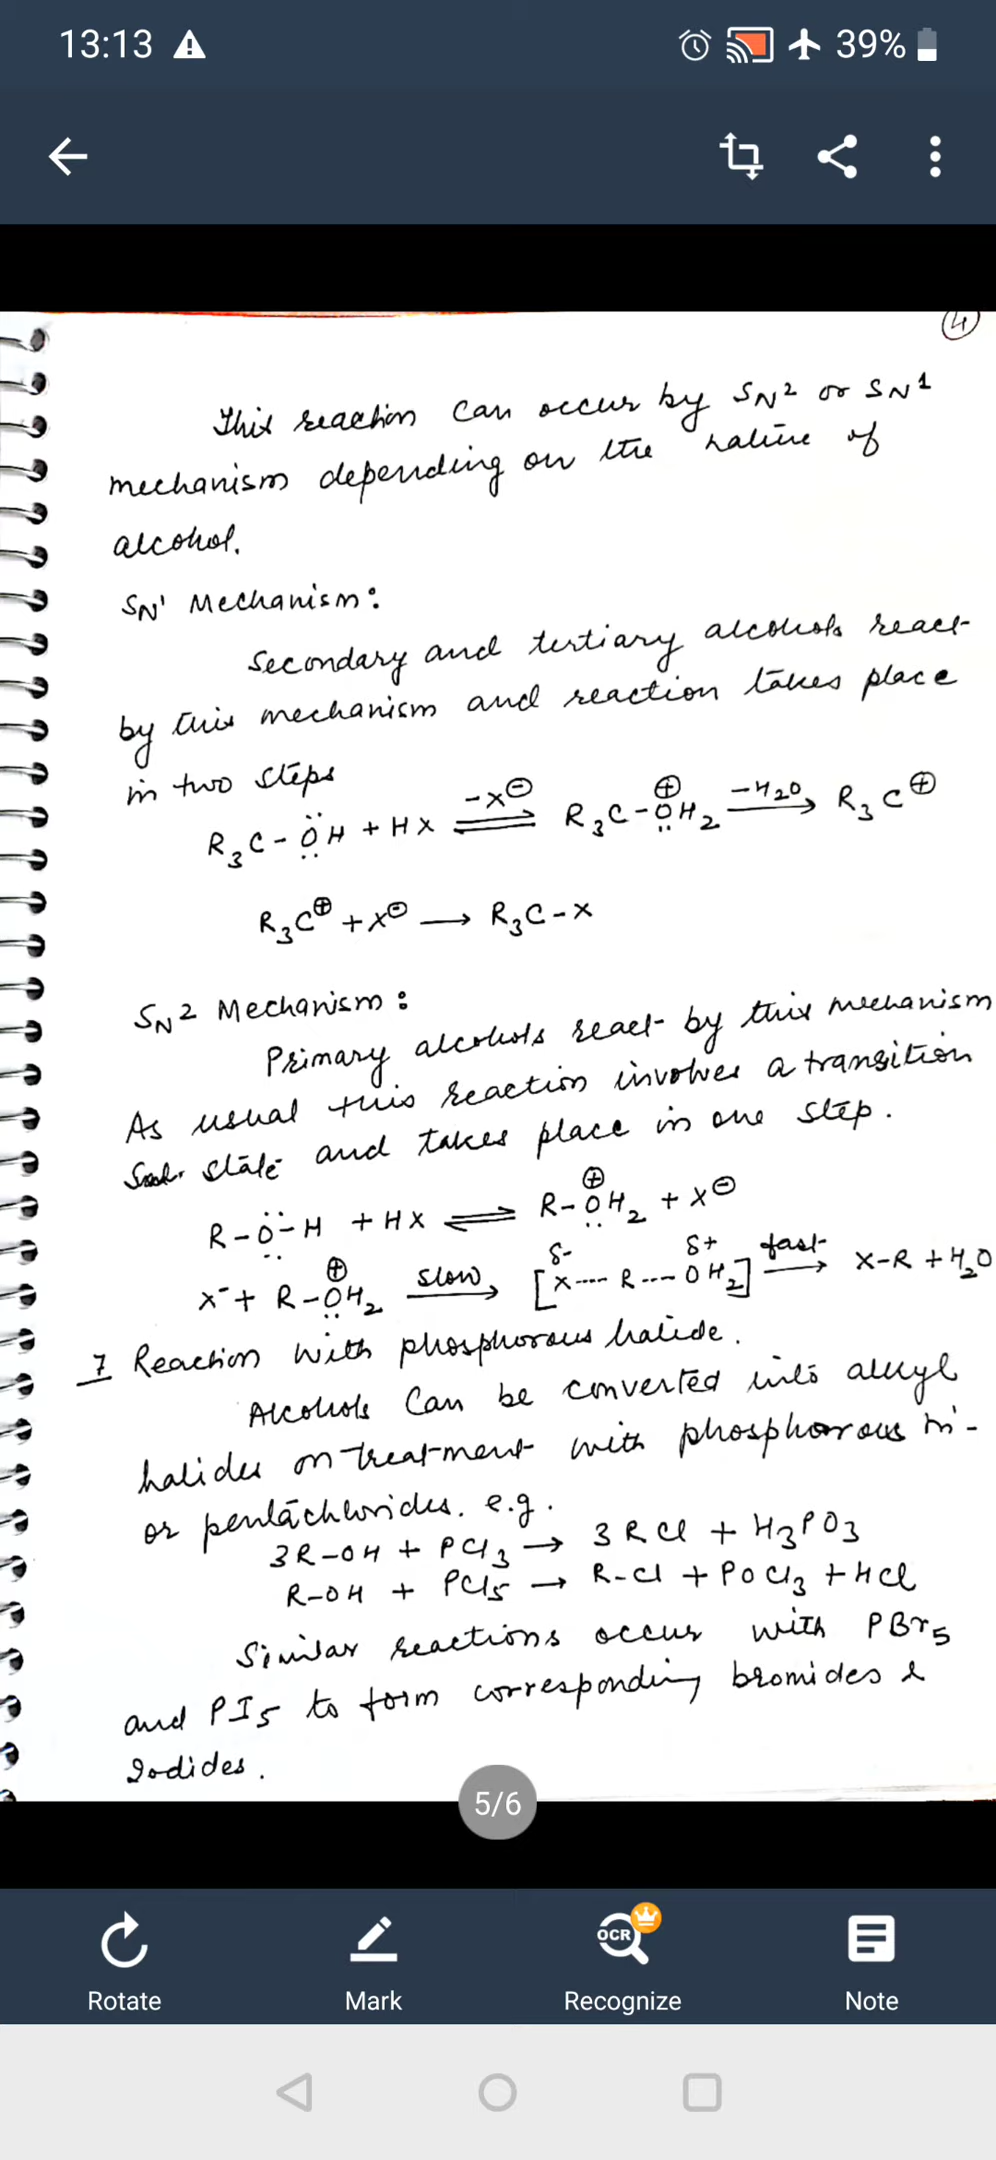 13:13
39%
4
This reaction can occur by SN2 or SN1
mechanism depending on the nature of
alcohol.
SN1 Mechanism:
Secondary and tertiary alcohols react
by this mechanism and reaction takes place
in two steps
R₃C-ÖH + HX ⇌ (-X⊖) R₃C-O⊕H₂ →(-H₂O) R₃C⊕
R₃C⊕ + X⊖ → R₃C-X
SN2 Mechanism:
Primary alcohols react by this mechanism
As usual this reaction involves a transition
state and takes place in one step.
R-Ö-H + HX ⇌ R-O⊕H₂ + X⊖
X⁻ + R-O⊕H₂ →(slow) [X(δ-)---- R---- OH₂(δ+)] →(fast) X-R + H₂O
7 Reaction with phosphorous halide.
Alcohols can be converted into alkyl
halides on treatment with phosphorous tri-
or pentachlorides. e.g.
3R-OH + PCl₃ → 3RCl + H₃PO₃
R-OH + PCl₅ → R-Cl + POCl₃ + HCl
Similar reactions occur with PBr₅
and PI₅ to form corresponding bromides &
Iodides.
5/6
OCR
Rotate Mark Recognize Note